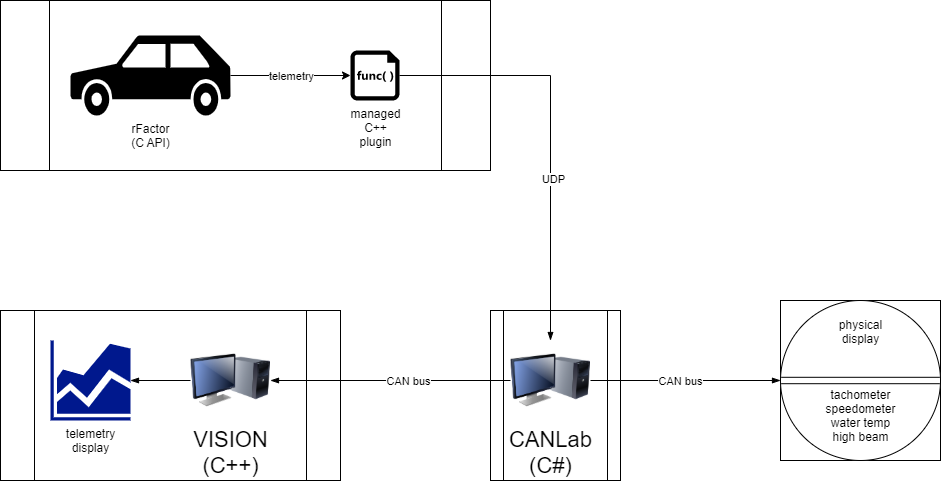 telemetry
func( )
rFactor
(C API)
managed
C++
plugin
UDP
physical
display
CAN bus
CAN bus
tachometer
speedometer
water temp
high beam
telemetry
display
VISION
(C++)
CANLab
(C#)